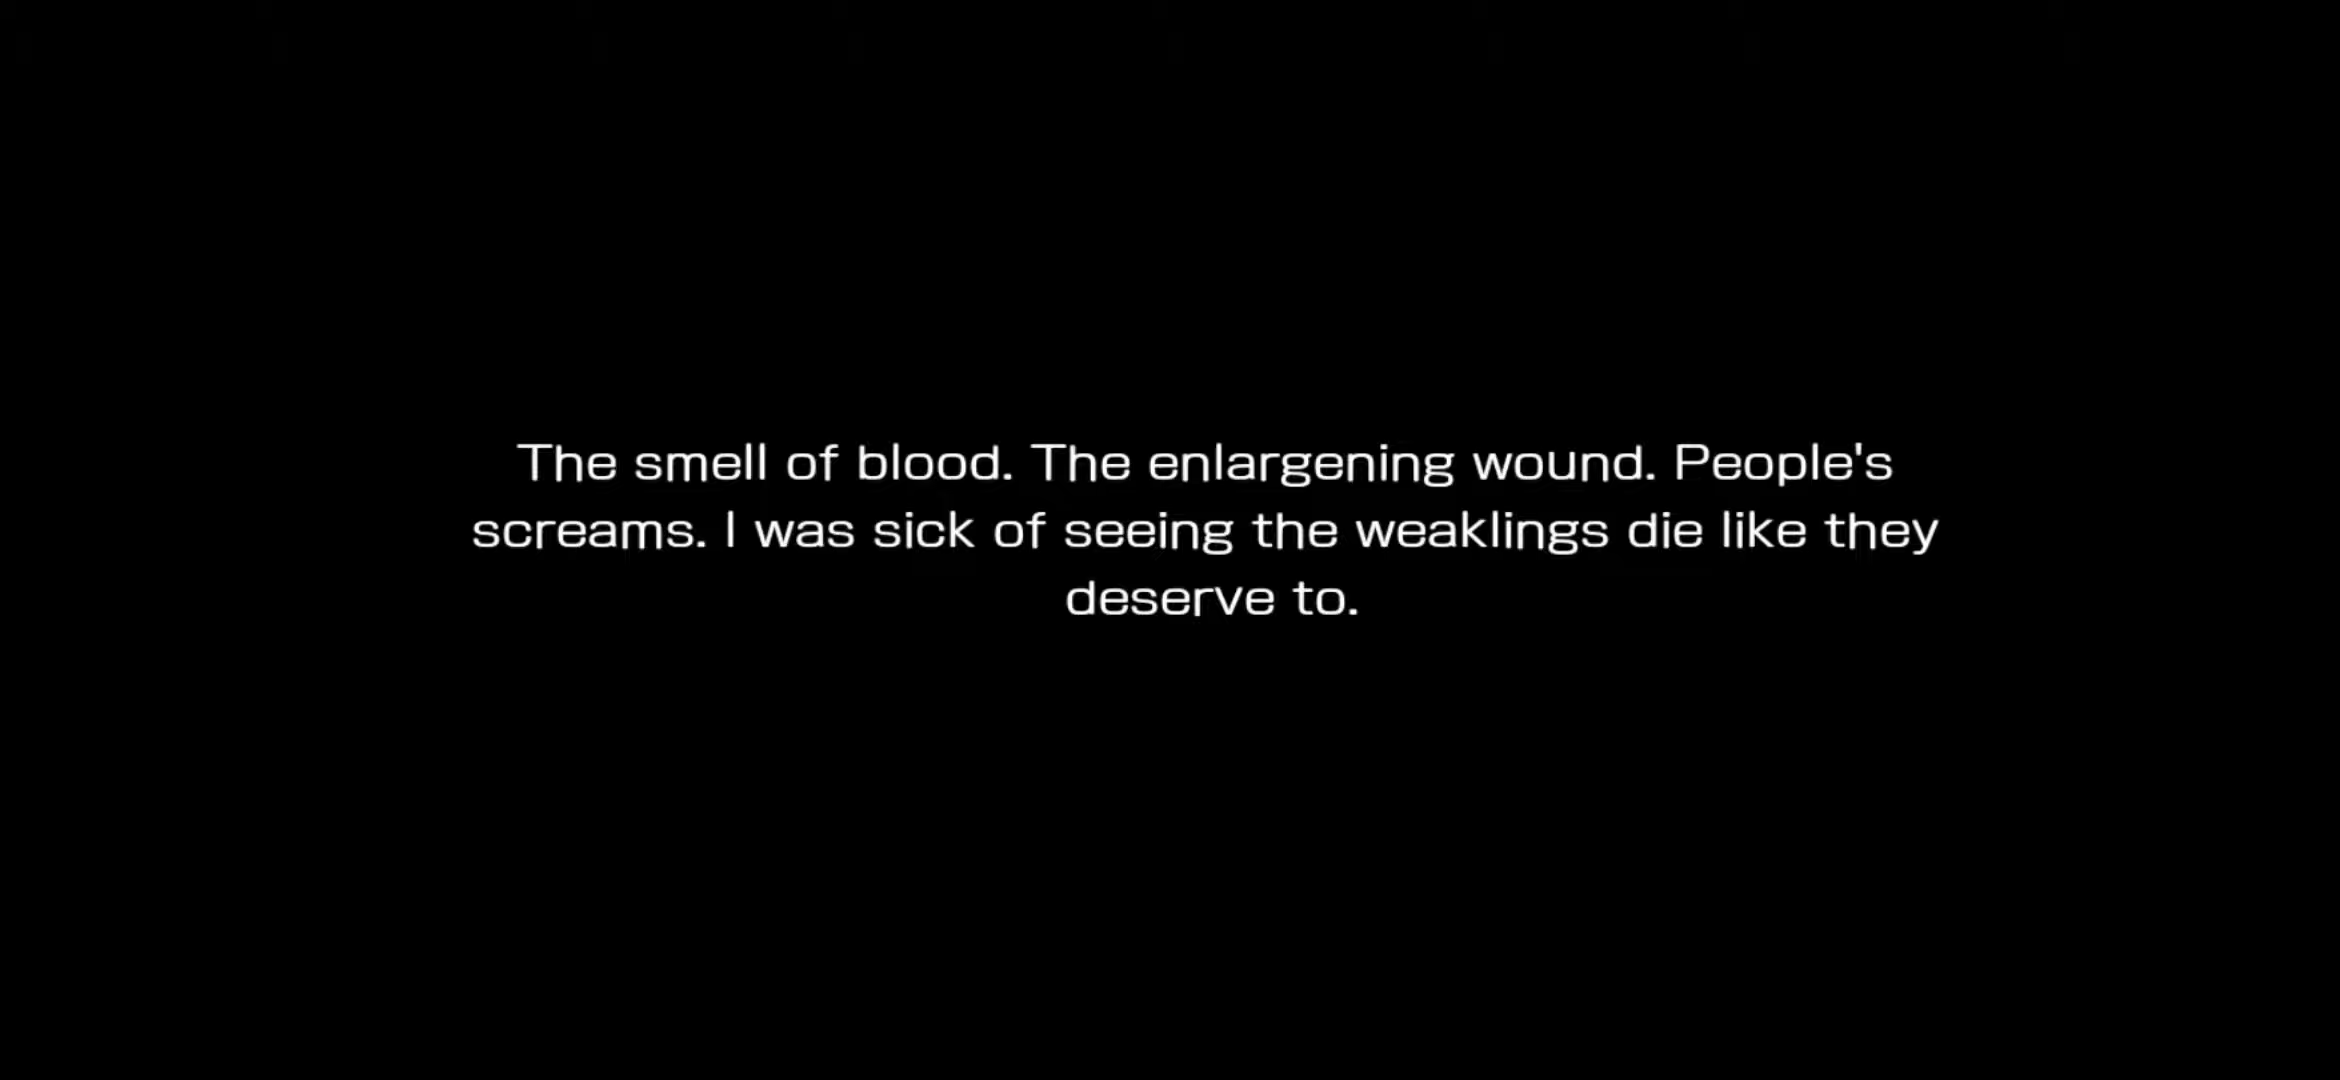 The smell of blood. The enlargening wound. People's
screams. I was sick of seeing the weaklings die like they
deserve to.